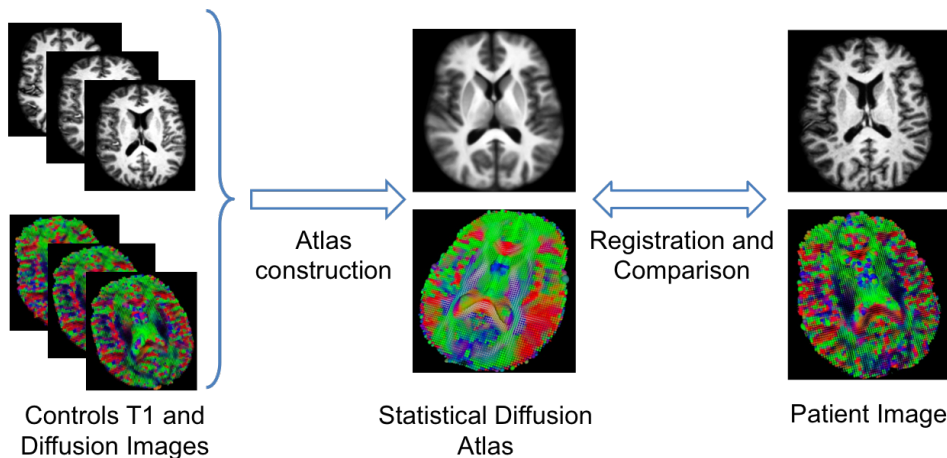 Atlas
construction
Registration and
Comparison
Controls T1 and
Diffusion Images
Statistical Diffusion
Atlas
Patient Image